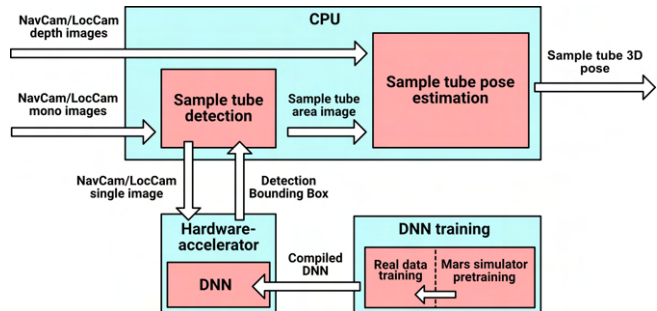 NavCam/LocCam
depth images
CPU
Sample tube
detection
Sample tube
area image
Sample tube pose
estimation
Sample tube 3D
pose
NavCam/LocCam
mono images
NavCam/LocCam
single image
Detection
Bounding Box
Hardware-
accelerator
DNN
Compiled
DNN
DNN training
Real data
training
Mars simulator
pretraining